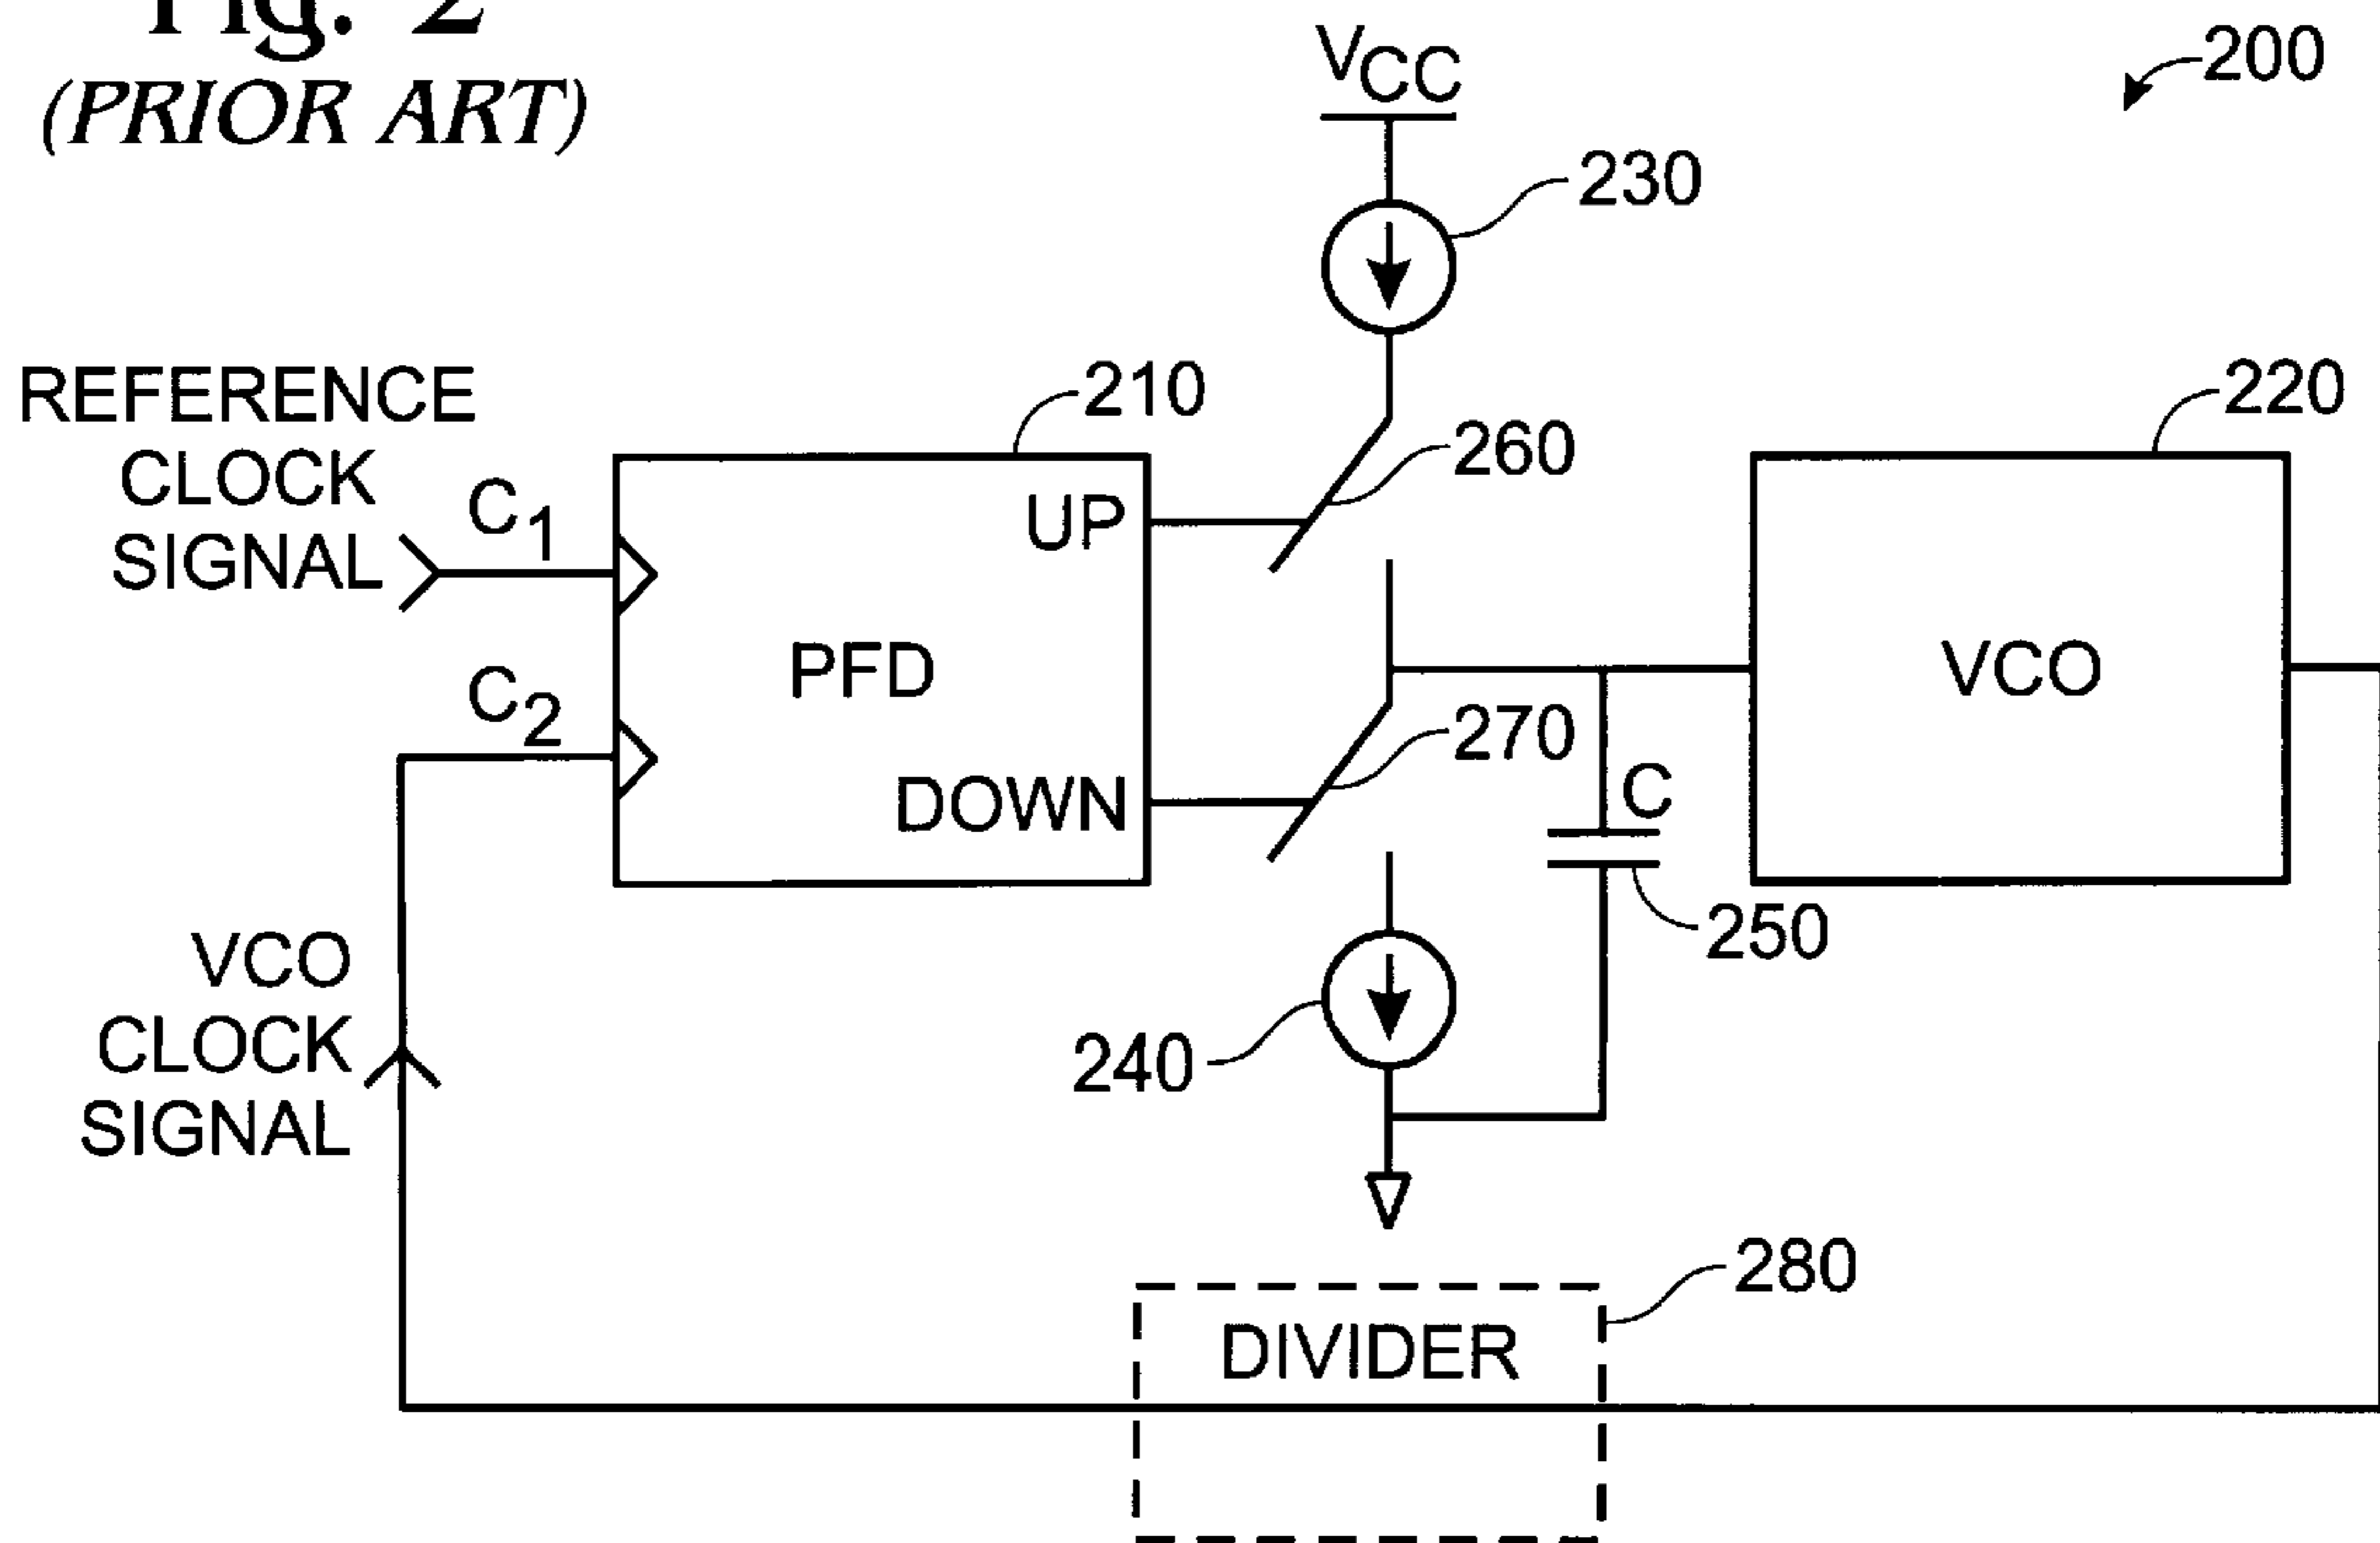 Fig. 2
(PRIOR ART)
VCC
200
230
REFERENCE
CLOCK
SIGNAL
C1
210
UP
260
220
PFD
VCO
C2
DOWN
270
C
250
VCO
CLOCK
SIGNAL
240
280
DIVIDER